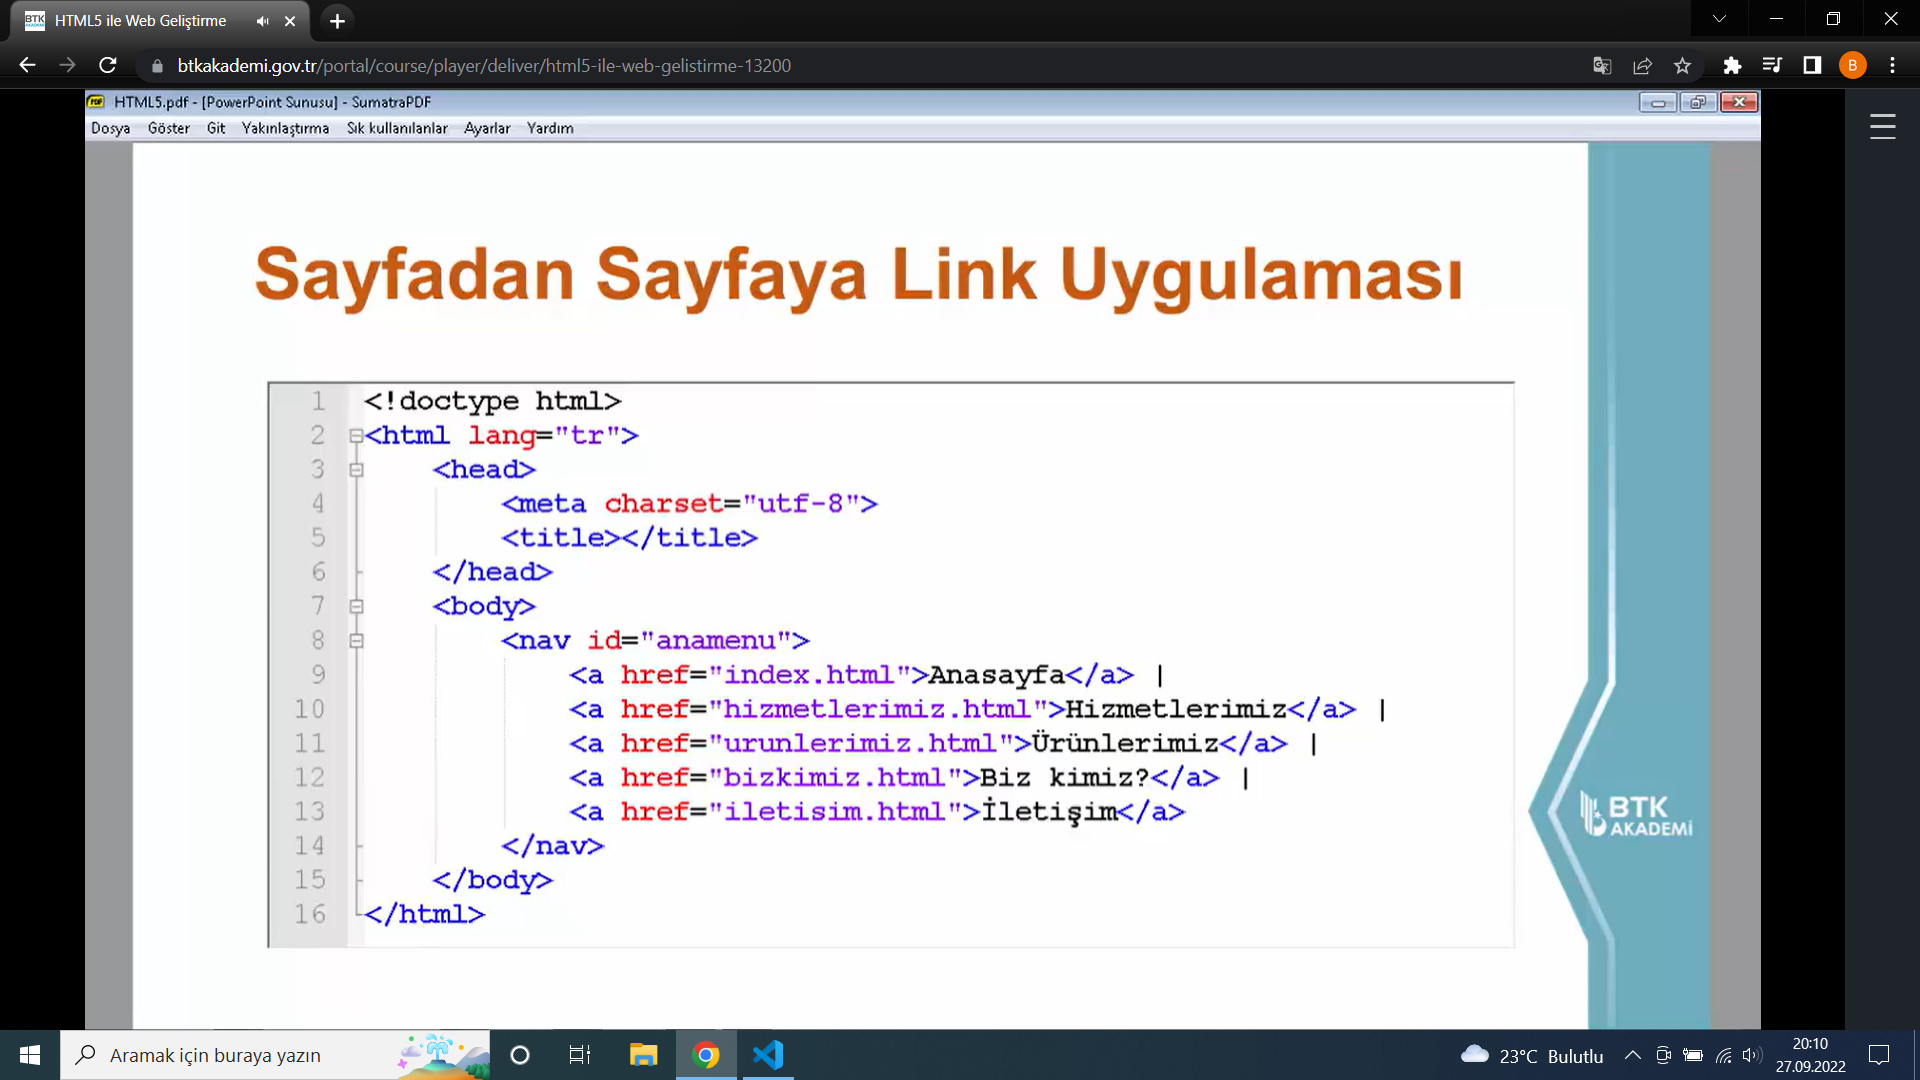 BTK
HTML5 ile Web Geliştirme
btkakademi.gov.tr/portal/course/player/deliver/html5-ile-web-gelistirme-13200
B
PDF
HTML5.pdf - [PowerPoint Sunusu] - SumatraPDF
Dosya Göster Git Yakınlaştırma Sık kullanılanlar Ayarlar Yardım
Sayfadan Sayfaya Link Uygulaması
1 <!doctype html>
2 <html lang="tr">
3 <head>
4 <meta charset="utf-8">
5 <title></title>
6 </head>
7 <body>
8 <nav id="anamenu">
9 <a href="index.html">Anasayfa</a> |
10 <a href="hizmetlerimiz.html">Hizmetlerimiz</a> |
11 <a href="urunlerimiz.html">Ürünlerimiz</a> |
12 <a href="bizkimiz.html">Biz kimiz?</a> |
13 <a href="iletisim.html">İletişim</a>
14 </nav>
15 </body>
16 </html>
BTK
AKADEMİ
Aramak için buraya yazın
23°C Bulutlu
20:10
27.09.2022